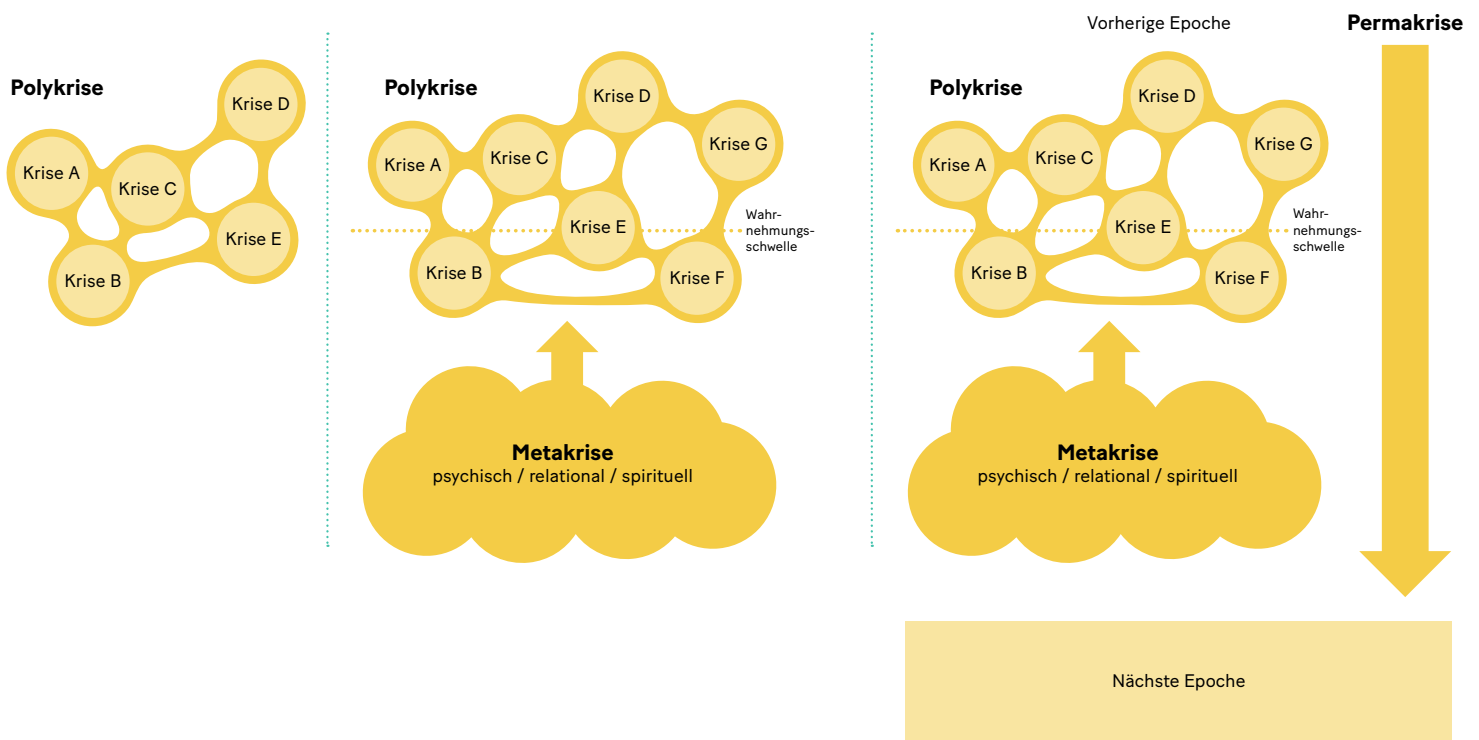 Polykrise
Krise D
Krise A
Krise C
Krise E
Krise B
Polykrise
Krise D
Krise G
Krise C
Krise A
Wahr-
nehmungs-
schwelle
Krise E
Krise B
Krise F
Metakrise
psychisch / relational / spirituell
Vorherige Epoche
Permakrise
Polykrise
Krise D
Krise G
Krise C
Krise A
Wahr-
nehmungs-
schwelle
Krise E
Krise B
Krise F
Metakrise
psychisch / relational / spirituell
Nächste Epoche